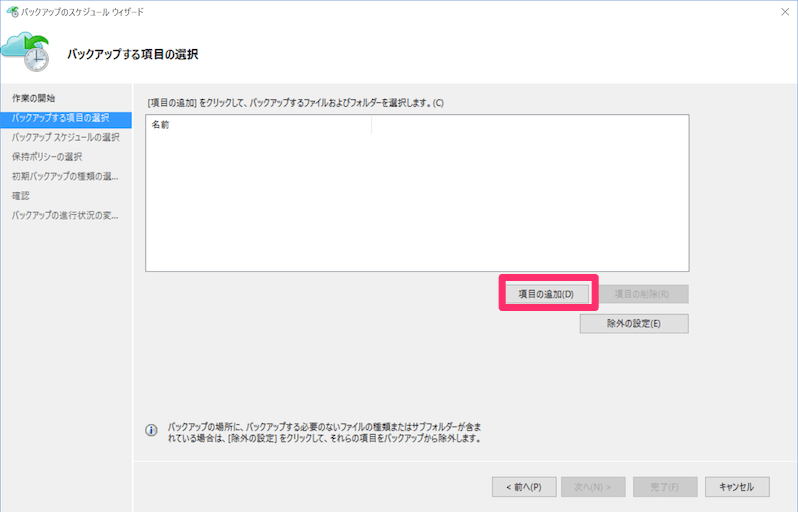 バックアップのスケジュール ウィザード
バックアップする項目の選択
作業の開始
バックアップする項目の選択
バックアップ スケジュールの選択
保持ポリシーの選択
初期バックアップの種類の選...
確認
バックアップの進行状況の変...
[項目の追加] をクリックして、バックアップするファイルおよびフォルダーを選択します。(C)
名前
項目の追加(D)
項目の削除(R)
除外の設定(E)
バックアップの場所に、バックアップする必要のないファイルの種類またはサブフォルダーが含ま
れている場合は、[除外の設定] をクリックして、それらの項目をバックアップから除外します。
< 前へ(P)
次へ(N) >
完了(F)
キャンセル